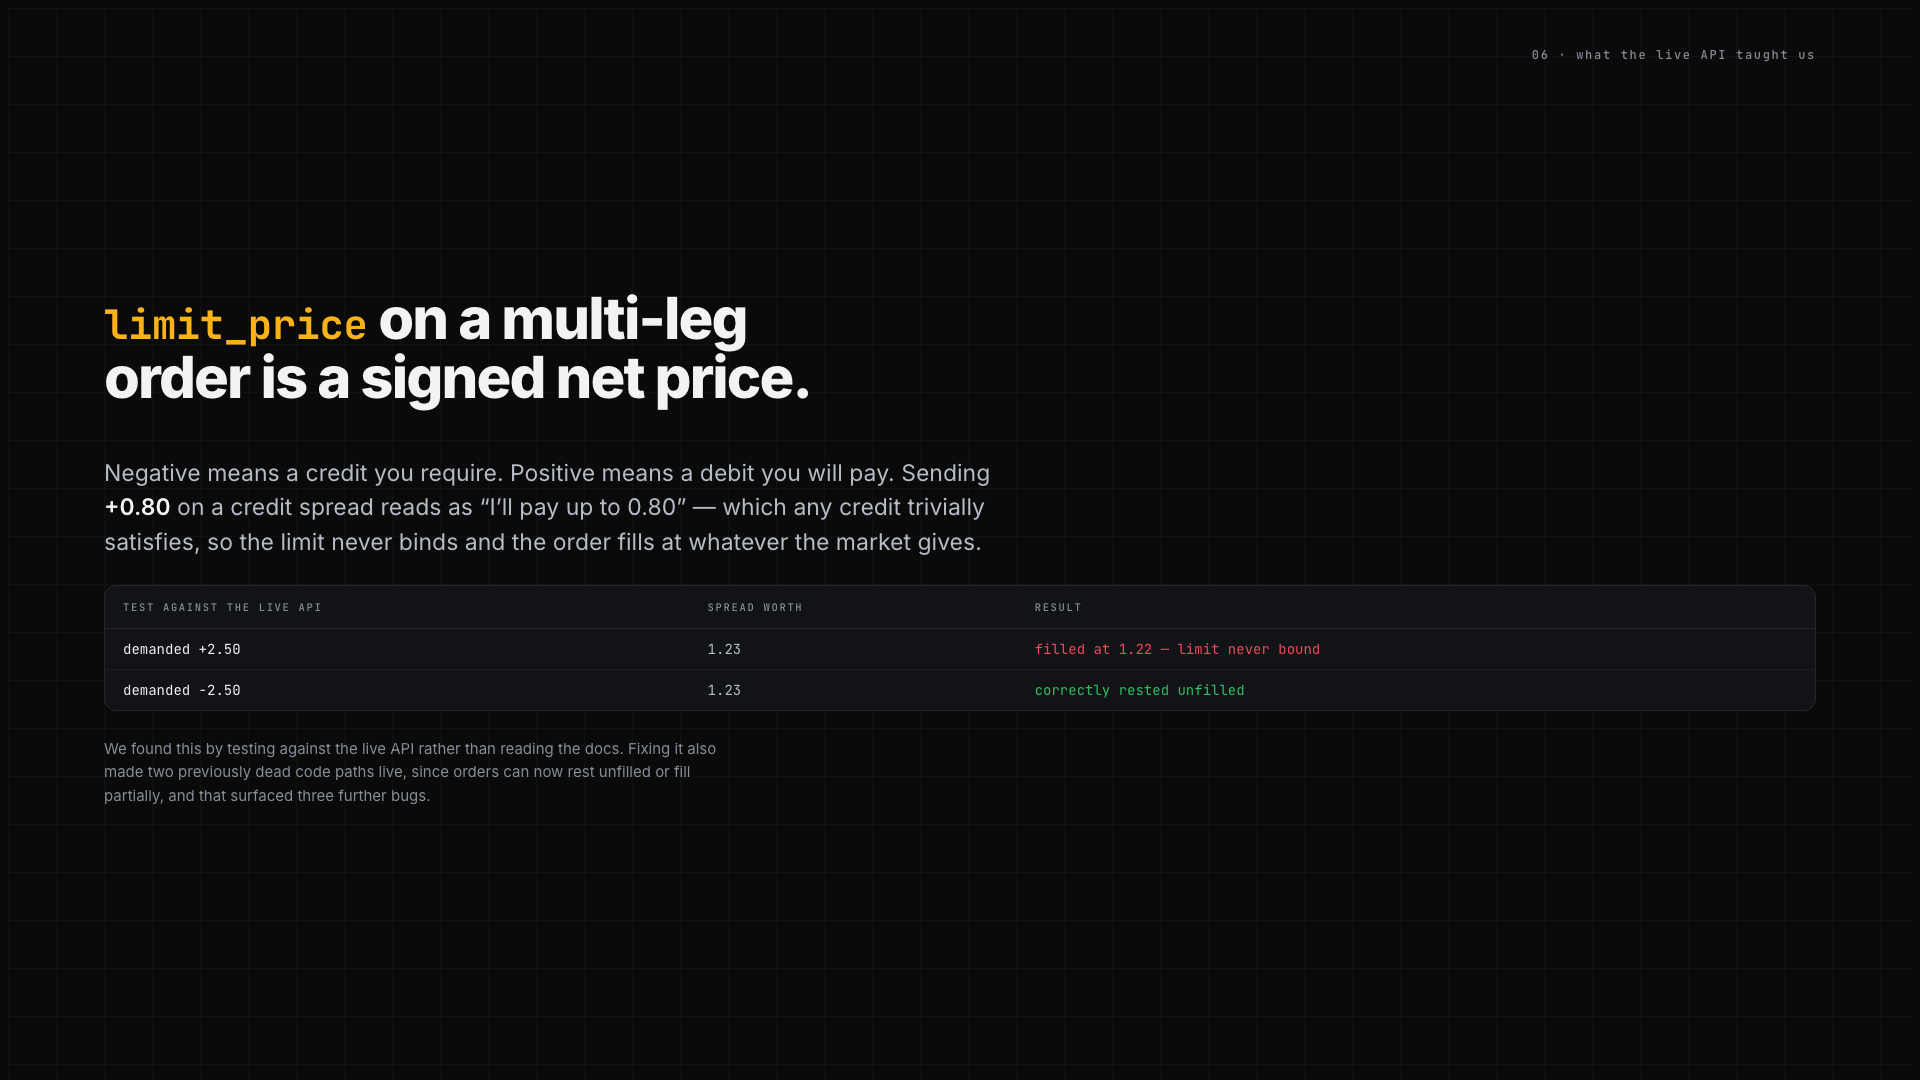 06 · what the live API taught us
limit_price on a multi-leg
order is a signed net price.
Negative means a credit you require. Positive means a debit you will pay. Sending
+0.80 on a credit spread reads as “I’ll pay up to 0.80” — which any credit trivially
satisfies, so the limit never binds and the order fills at whatever the market gives.
TEST AGAINST THE LIVE API SPREAD WORTH RESULT
demanded +2.50 1.23 filled at 1.22 — limit never bound
demanded -2.50 1.23 correctly rested unfilled
We found this by testing against the live API rather than reading the docs. Fixing it also
made two previously dead code paths live, since orders can now rest unfilled or fill
partially, and that surfaced three further bugs.